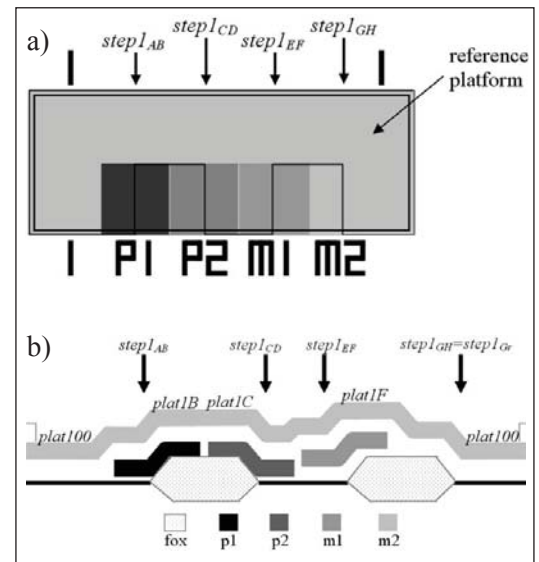 a)
step1AB step1CD step1EF step1GH
reference
platform
1 P1 P2 M1 M2
b)
step1AB step1CD step1EF step1GH=step1Gr
plat100 plat1B plat1C plat1F plat100
fox p1 p2 m1 m2